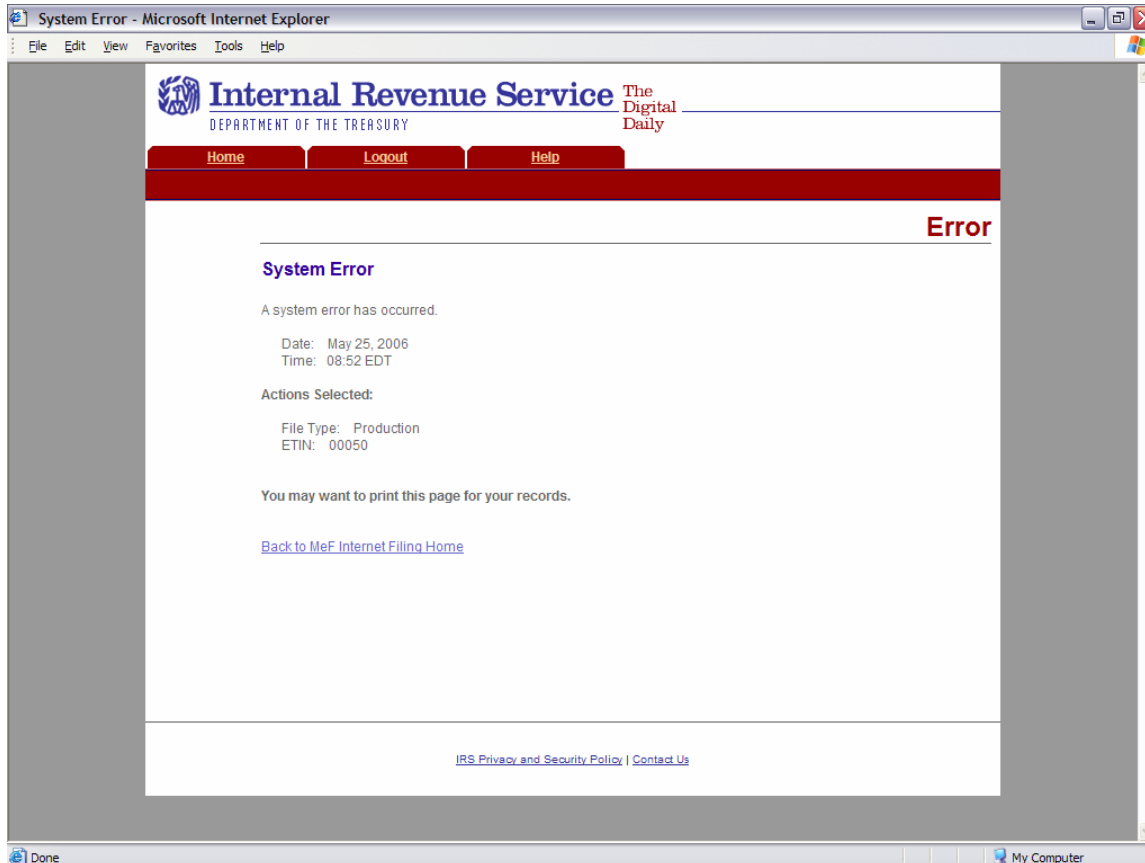 System Error - Microsoft Internet Explorer
File Edit View Favorites Tools Help
Internal Revenue Service
The
Digital
Daily
DEPARTMENT OF THE TREASURY
Home Logout Help
Error
System Error
A system error has occurred.
Date: May 25, 2006
Time: 08:52 EDT
Actions Selected:
File Type: Production
ETIN: 00050
You may want to print this page for your records.
Back to MeF Internet Filing Home
IRS Privacy and Security Policy | Contact Us
Done My Computer